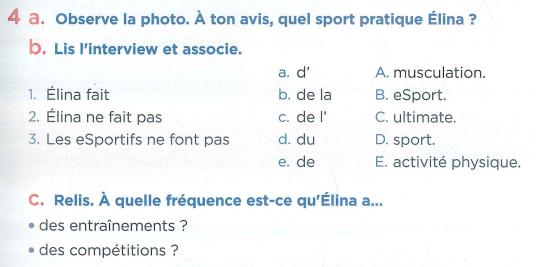 4 a. Observe la photo. À ton avis, quel sport pratique Élina ?
b. Lis l'interview et associe.
a. d' A. musculation.
1. Élina fait b. de la B. eSport.
2. Élina ne fait pas c. de l' C. ultimate.
3. Les eSportifs ne font pas d. du D. sport.
e. de E. activité physique.
C. Relis. À quelle fréquence est-ce qu'Élina a...
• des entraînements ?
• des compétitions ?